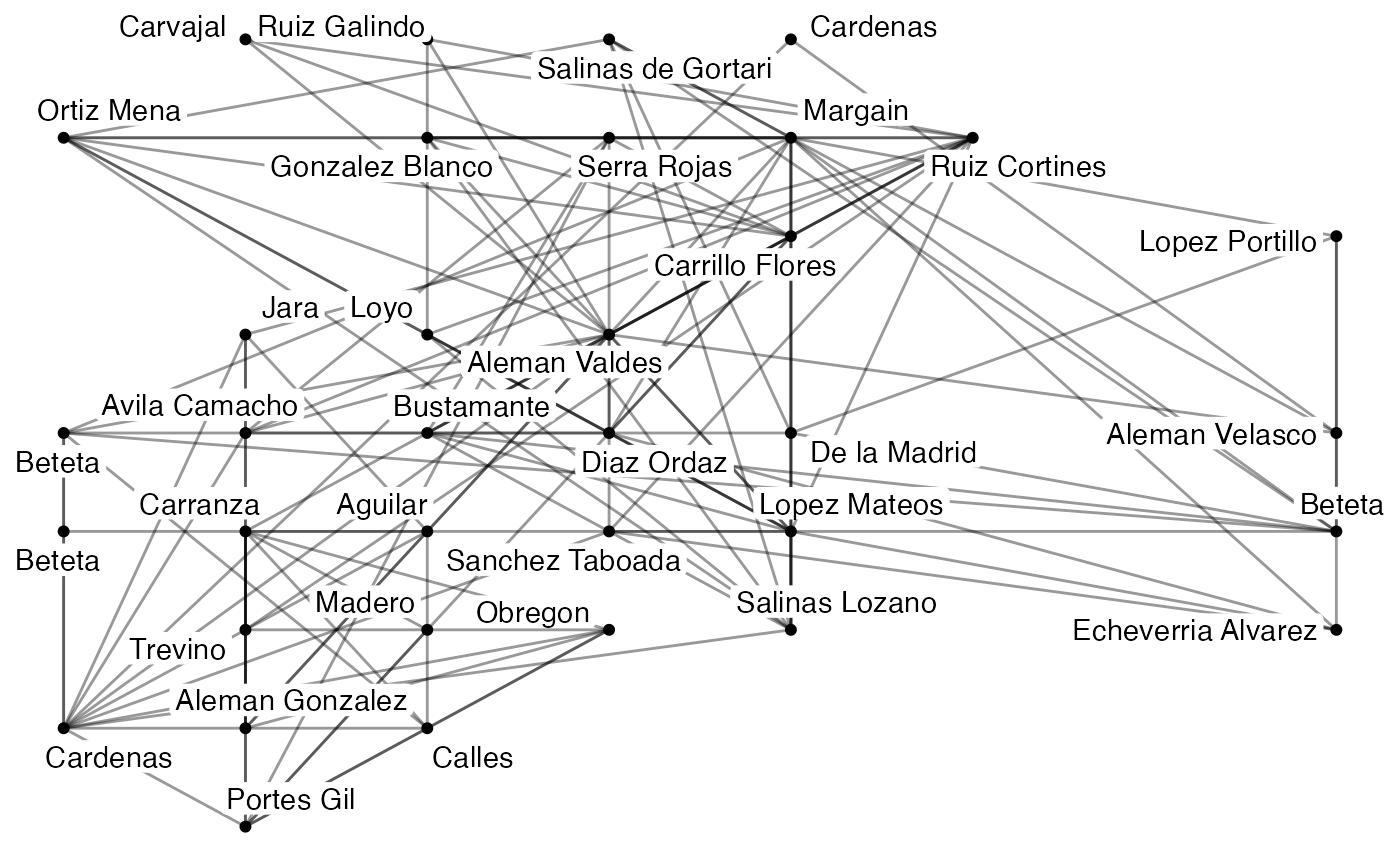 Carvajal
Ruiz Galindo
Cardenas
Salinas de Gortari
Ortiz Mena
Margain
Gonzalez Blanco
Serra Rojas
Ruiz Cortines
Lopez Portillo
Carrillo Flores
Jara
Loyo
Aleman Valdes
Avila Camacho
Bustamante
Aleman Velasco
De la Madrid
Beteta
Diaz Ordaz
Carranza
Aguilar
Lopez Mateos
Beteta
Beteta
Sanchez Taboada
Madero
Obregon
Salinas Lozano
Echeverria Alvarez
Trevino
Aleman Gonzalez
Cardenas
Calles
Portes Gil